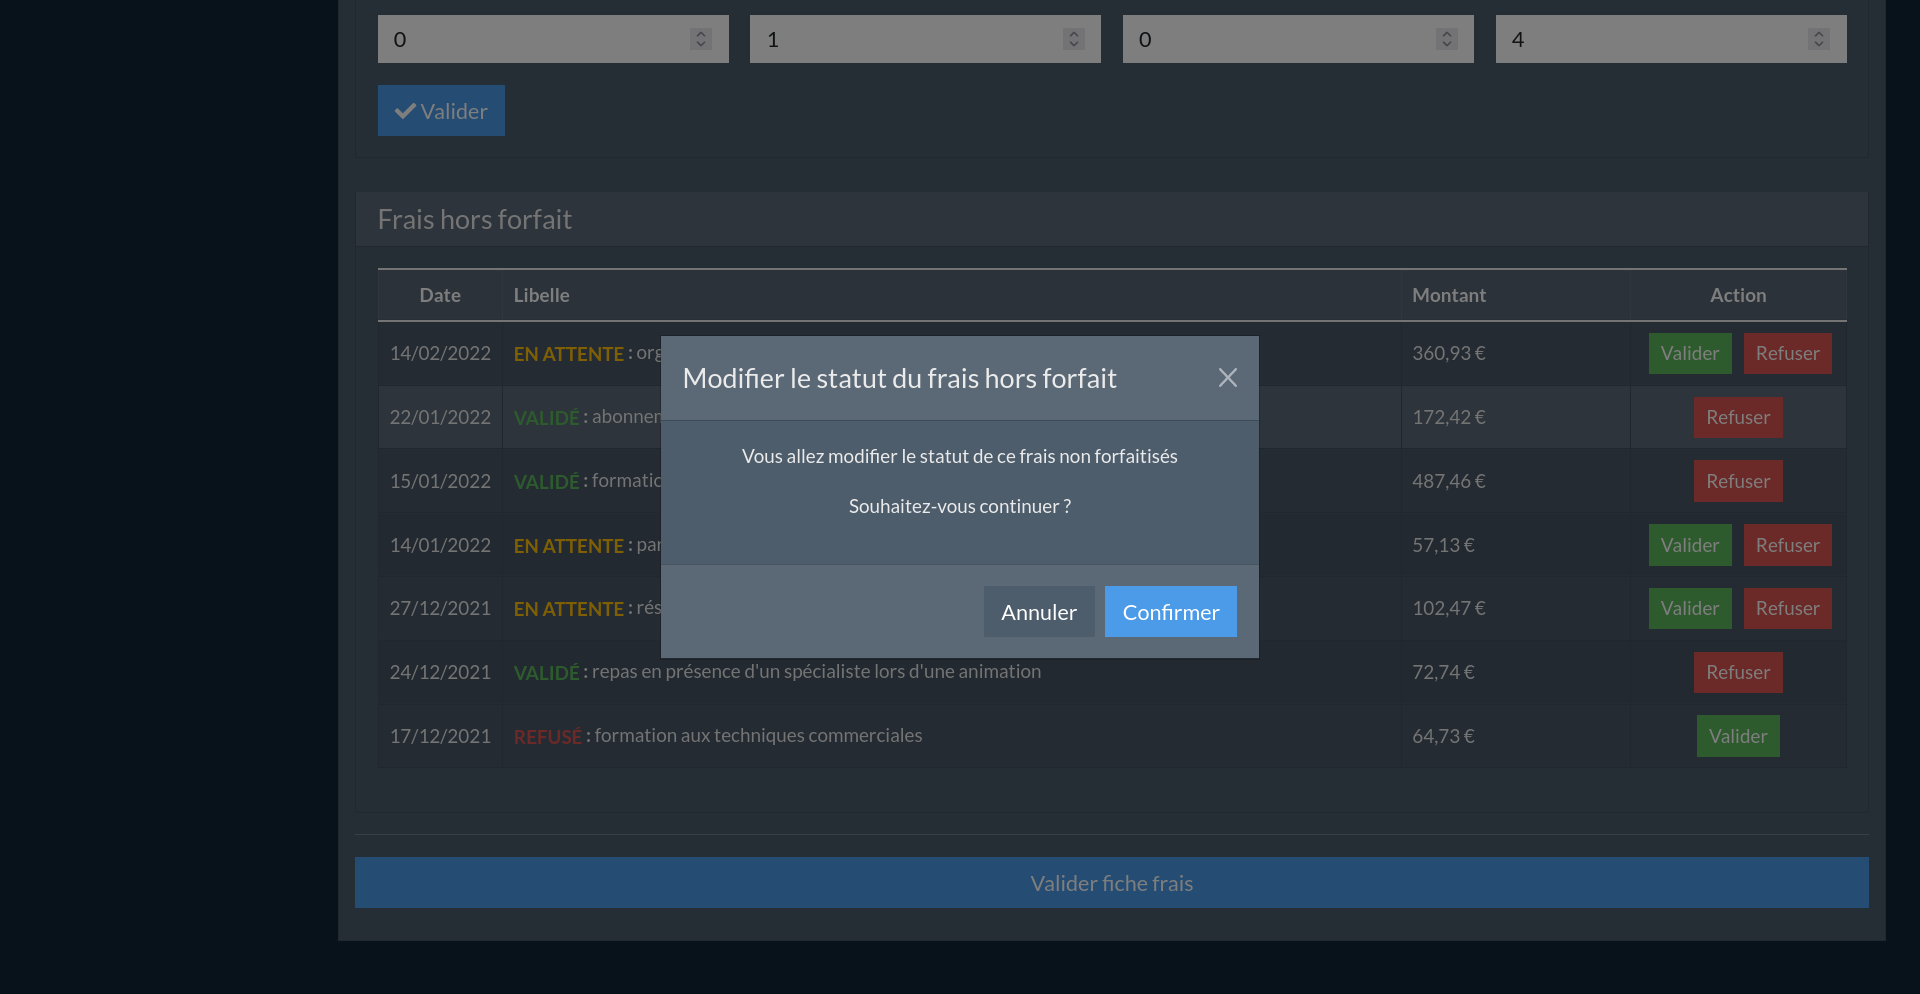 0 1 0 4
Valider
Frais hors forfait
Date Libelle Montant Action
14/02/2022 EN ATTENTE : 360,93 € Valider Refuser
Modifier le statut du frais hors forfait
22/01/2022 VALIDÉ : 172,42 € Refuser
Vous allez modifier le statut de ce frais non forfaitisés
15/01/2022 VALIDÉ : 487,46 € Refuser
Souhaitez-vous continuer ?
14/01/2022 EN ATTENTE : 57,13 € Valider Refuser
27/12/2021 EN ATTENTE : 102,47 € Valider Refuser
Annuler Confirmer
24/12/2021 VALIDÉ : repas en présence d'un spécialiste lors d'une animation 72,74 € Refuser
17/12/2021 REFUSÉ : formation aux techniques commerciales 64,73 € Valider
Valider fiche frais